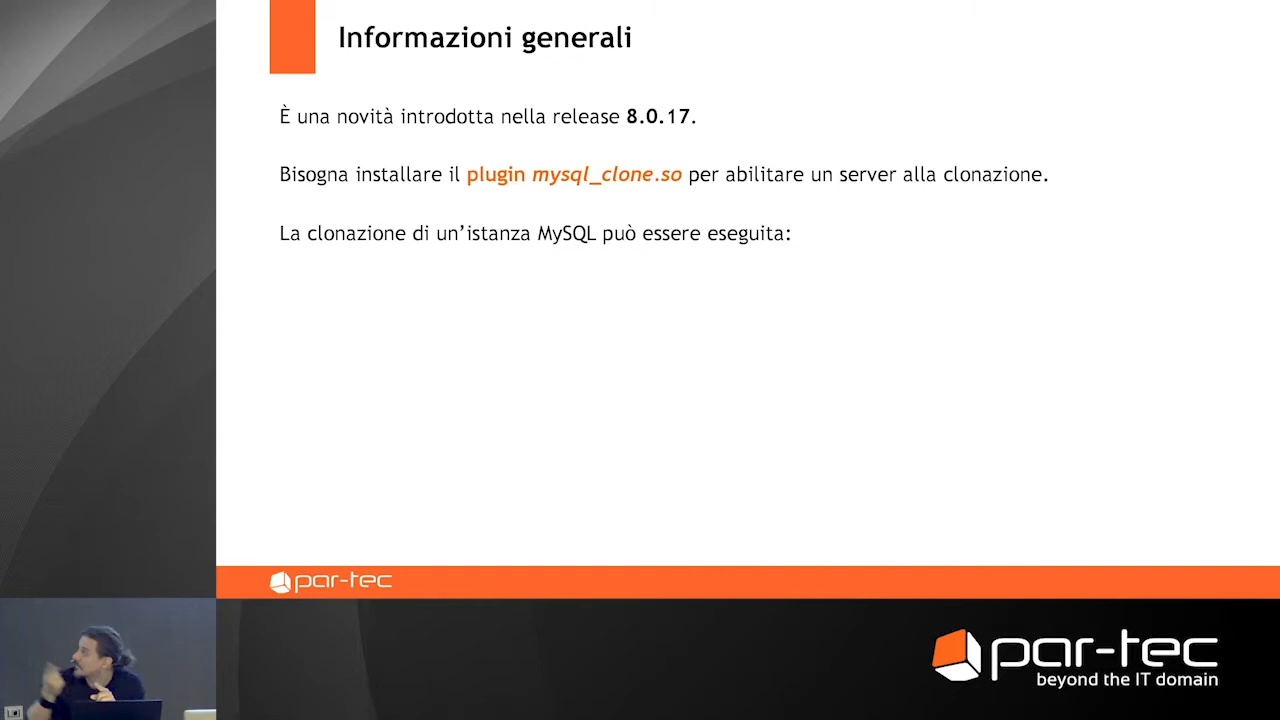 Informazioni generali
È una novità introdotta nella release 8.0.17.
Bisogna installare il plugin mysql_clone.so per abilitare un server alla clonazione.
La clonazione di un’istanza MySQL può essere eseguita:
par-tec
par-tec
beyond the IT domain